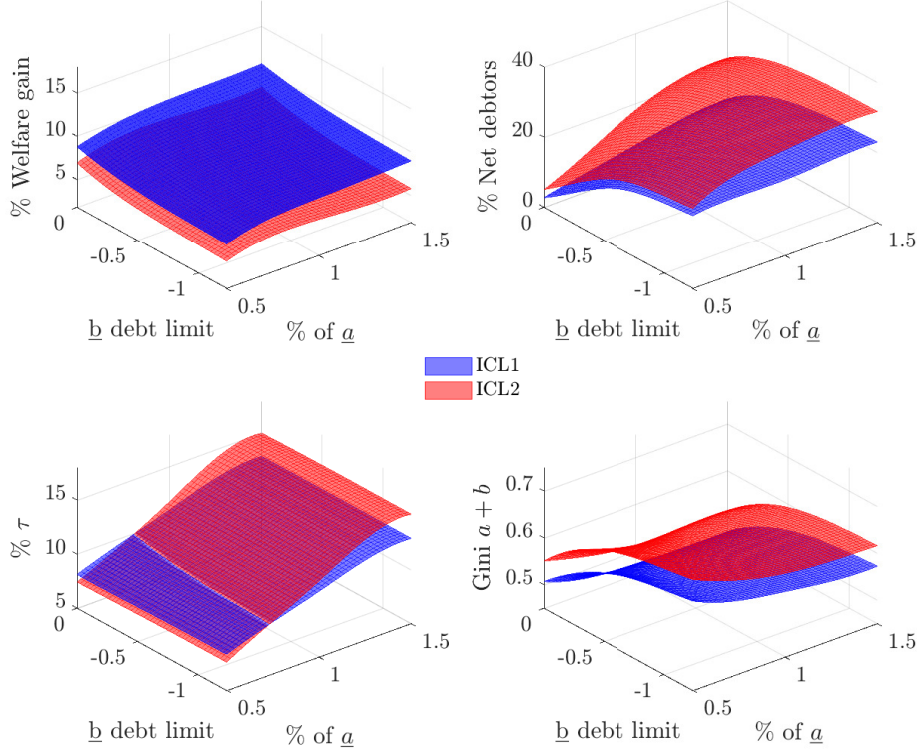 % Welfare gain
15
10
5
0
-0.5
-1
0.5
1
1.5
b debt limit
% of a
% Net debtors
40
20
0
0
-0.5
-1
0.5
1
1.5
b debt limit
% of a
ICL1
ICL2
% τ
15
10
5
0
-0.5
-1
0.5
1
1.5
b debt limit
% of a
Gini a + b
0.7
0.6
0.5
0
-0.5
-1
0.5
1
1.5
b debt limit
% of a